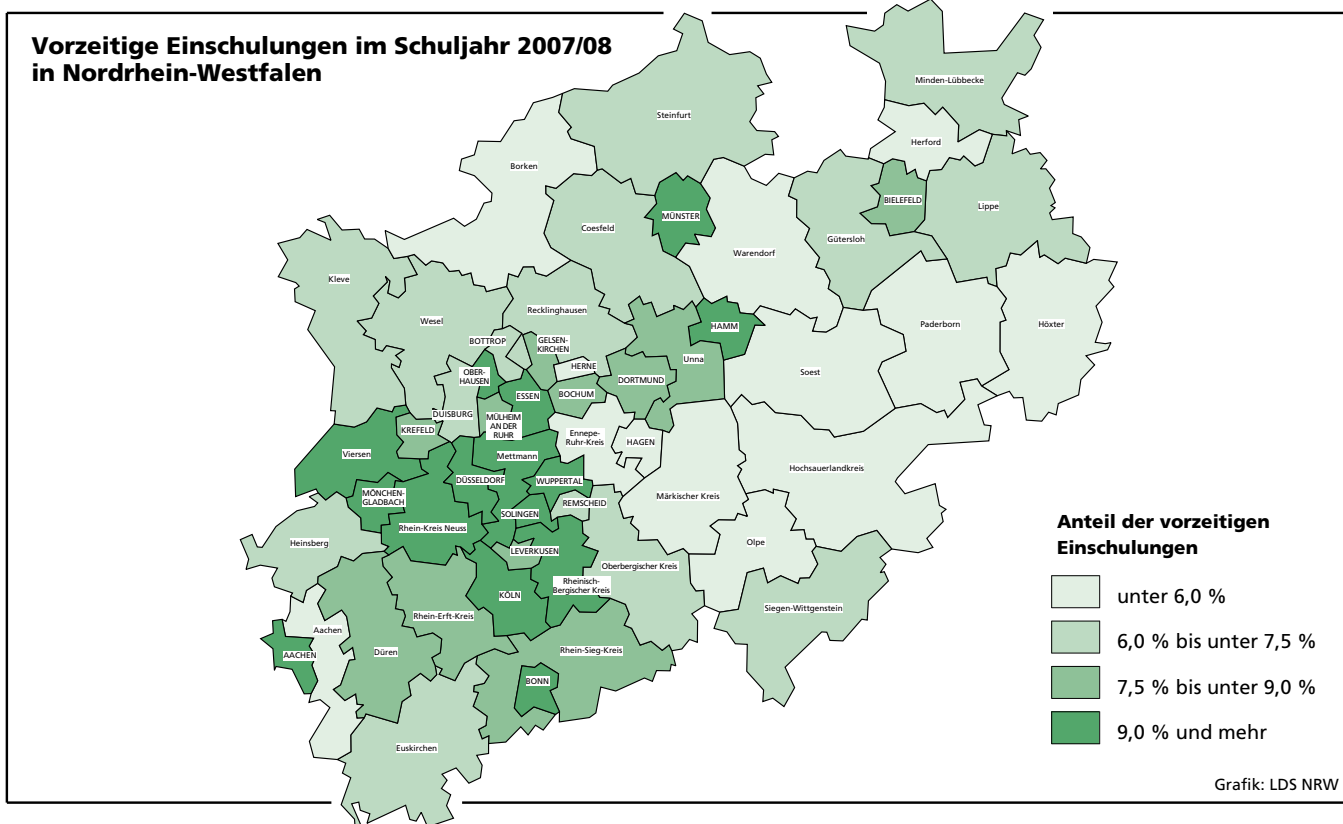 Vorzeitige Einschulungen im Schuljahr 2007/08
in Nordrhein-Westfalen
Minden-Lübbecke
Steinfurt
Herford
Borken
BIELEFELD
Lippe
MÜNSTER
Coesfeld
Gütersloh
Warendorf
Kleve
Recklinghausen
Wesel
HAMM
Paderborn
Höxter
BOTTROP
GELSEN-
KIRCHEN
Unna
HERNE
Soest
OBER-
HAUSEN
DORTMUND
ESSEN
BOCHUM
DUISBURG
MÜLHEIM
AN DER
RUHR
KREFELD
Ennepe-
Ruhr-Kreis
HAGEN
Viersen
Mettmann
Hochsauerlandkreis
DÜSSELDORF
WUPPERTAL
MÖNCHEN-
GLADBACH
Märkischer Kreis
REMSCHEID
SOLINGEN
Rhein-Kreis Neuss
Heinsberg
Olpe
LEVERKUSEN
Oberbergischer Kreis
Rheinisch-
Bergischer Kreis
KÖLN
Siegen-Wittgenstein
Rhein-Erft-Kreis
Aachen
Rhein-Sieg-Kreis
Düren
AACHEN
BONN
Euskirchen
Anteil der vorzeitigen
Einschulungen
unter 6,0 %
6,0 % bis unter 7,5 %
7,5 % bis unter 9,0 %
9,0 % und mehr
Grafik: LDS NRW